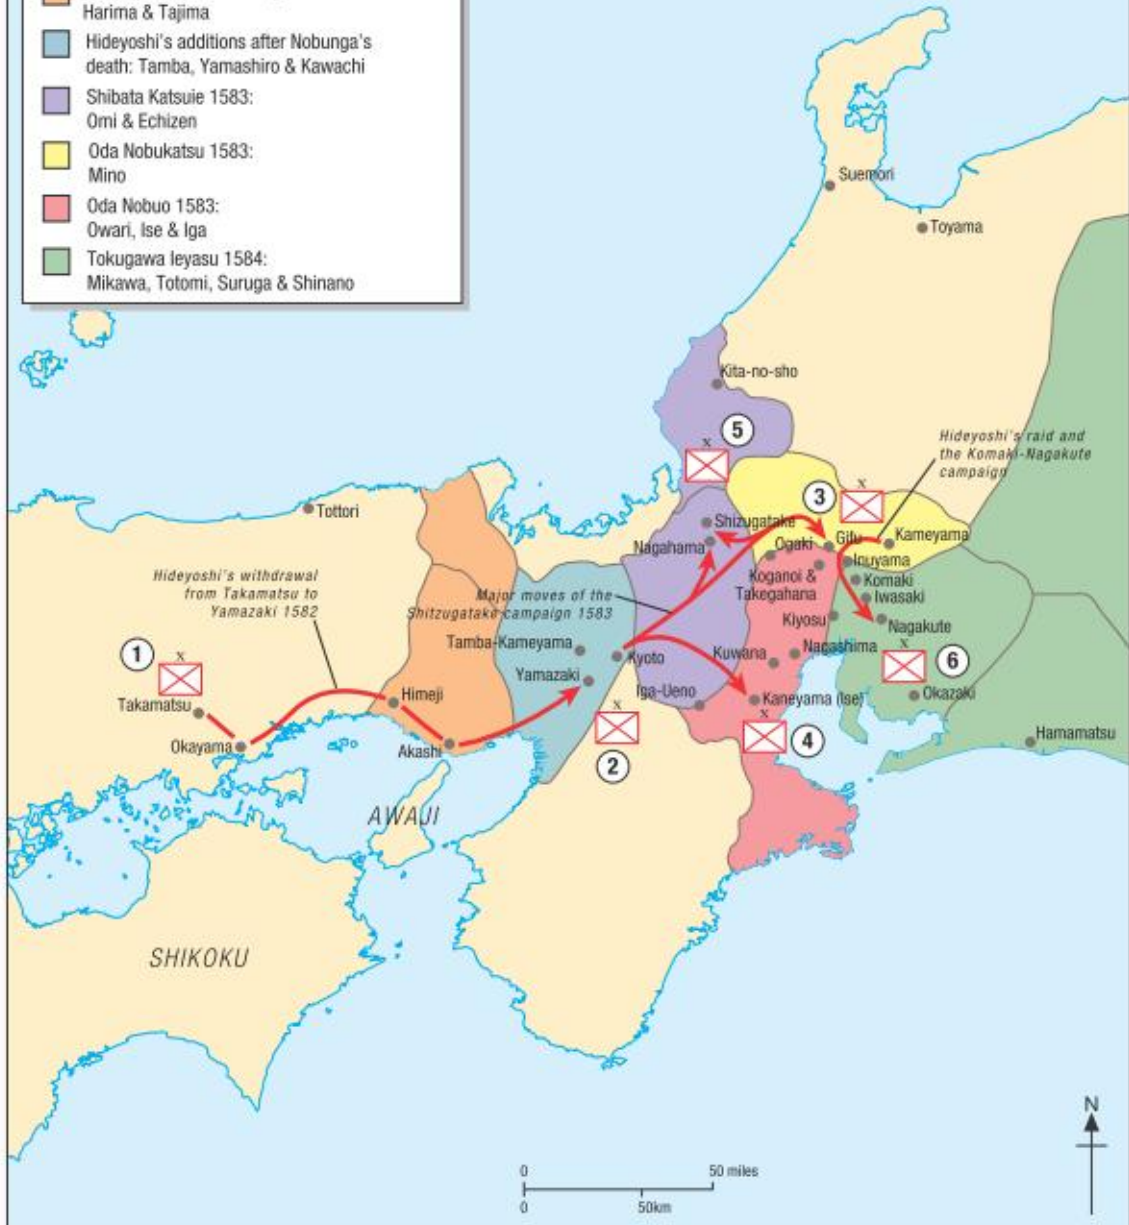 Harima & Tajima
Hideyoshi's additions after Nobunga's
death: Tamba, Yamashiro & Kawachi
Shibata Katsuie 1583:
Omi & Echizen
Oda Nobukatsu 1583:
Mino
Oda Nobuo 1583:
Owari, Ise & Iga
Tokugawa Ieyasu 1584:
Mikawa, Totomi, Suruga & Shinano
Suemori
Toyama
Kita-no-sho
5
x
Hideyoshi's raid and
the Komaki-Nagakute
campaign
x
3
Tottori
Shizugatake
Nagahama
Ogaki
Gifu
Kameyama
Inuyama
Koganoi &
Takegahana
Komaki
Iwasaki
Hideyoshi's withdrawal
from Takamatsu to
Yamazaki 1582
Major moves of the
Shitzugatake campaign 1583
Kiyosu
Nagakute
Tamba-Kameyama
Kyoto
Kuwana
Nagashima
1
x
x
6
Yamazaki
Takamatsu
Himeji
Iga-Ueno
Kaneyama (Ise)
Okazaki
x
x
Okayama
Akashi
2
4
Hamamatsu
AWAJI
SHIKOKU
N
0
50 miles
0
50km